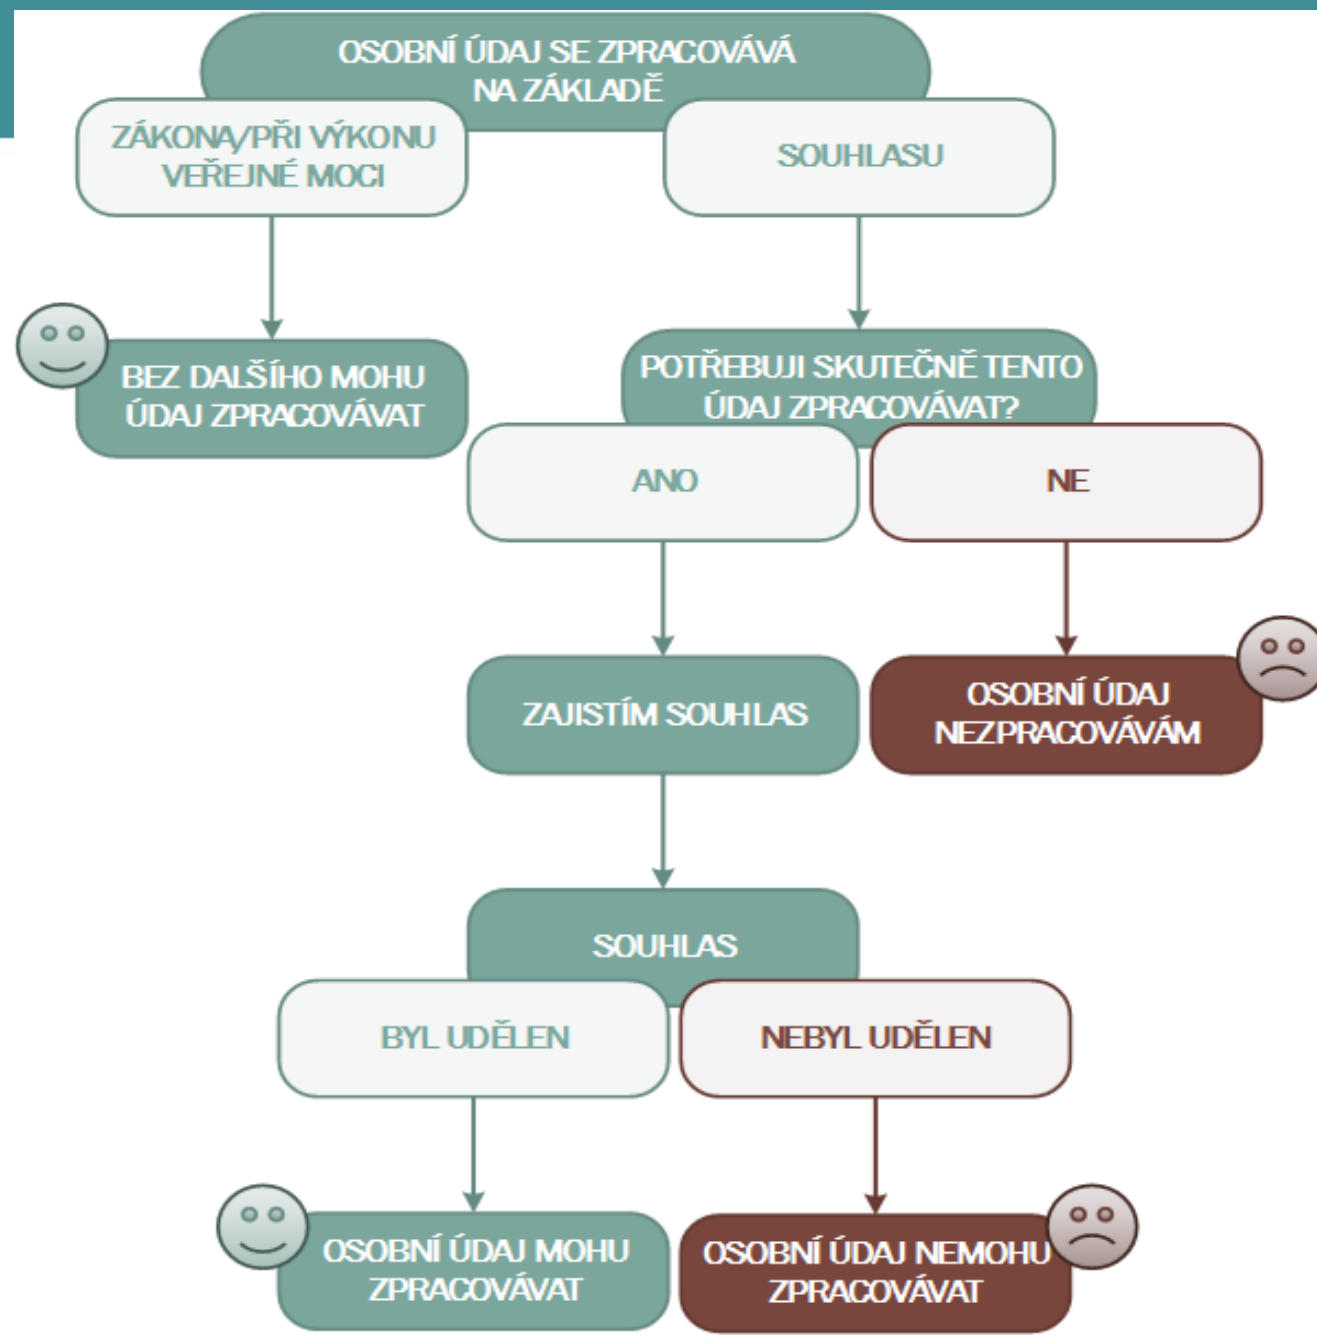 OSOBNÍ ÚDAJ SE ZPRACOVÁVÁ
NA ZÁKLADĚ
ZÁKONA/PŘI VÝKONU
VEŘEJNÉ MOCI
SOUHLASU
BEZ DALŠÍHO MOHU
ÚDAJ ZPRACOVÁVAT
POTŘEBUJI SKUTEČNĚ TENTO
ÚDAJ ZPRACOVÁVAT?
ANO
NE
ZAJISTÍM SOUHLAS
OSOBNÍ ÚDAJ
NEZPRACOVÁVÁM
SOUHLAS
BYL UDĚLEN
NEBYL UDĚLEN
OSOBNÍ ÚDAJ MOHU
ZPRACOVÁVAT
OSOBNÍ ÚDAJ NEMOHU
ZPRACOVÁVAT